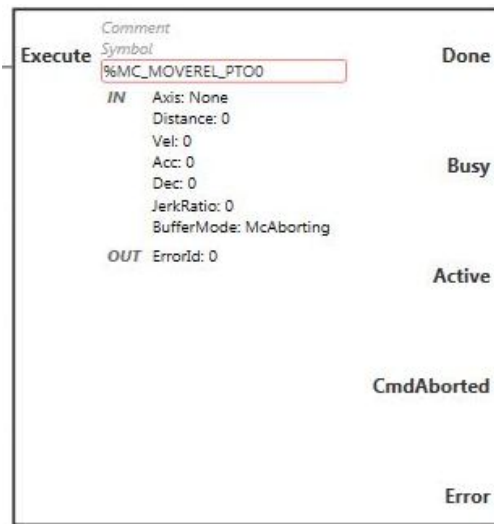 Comment
Execute Symbol Done
%MC_MOVEREL_PTO0
IN Axis: None
Distance: 0
Vel: 0
Acc: 0
Busy
Dec: 0
JerkRatio: 0
BufferMode: McAborting
OUT ErrorId: 0
Active
CmdAborted
Error